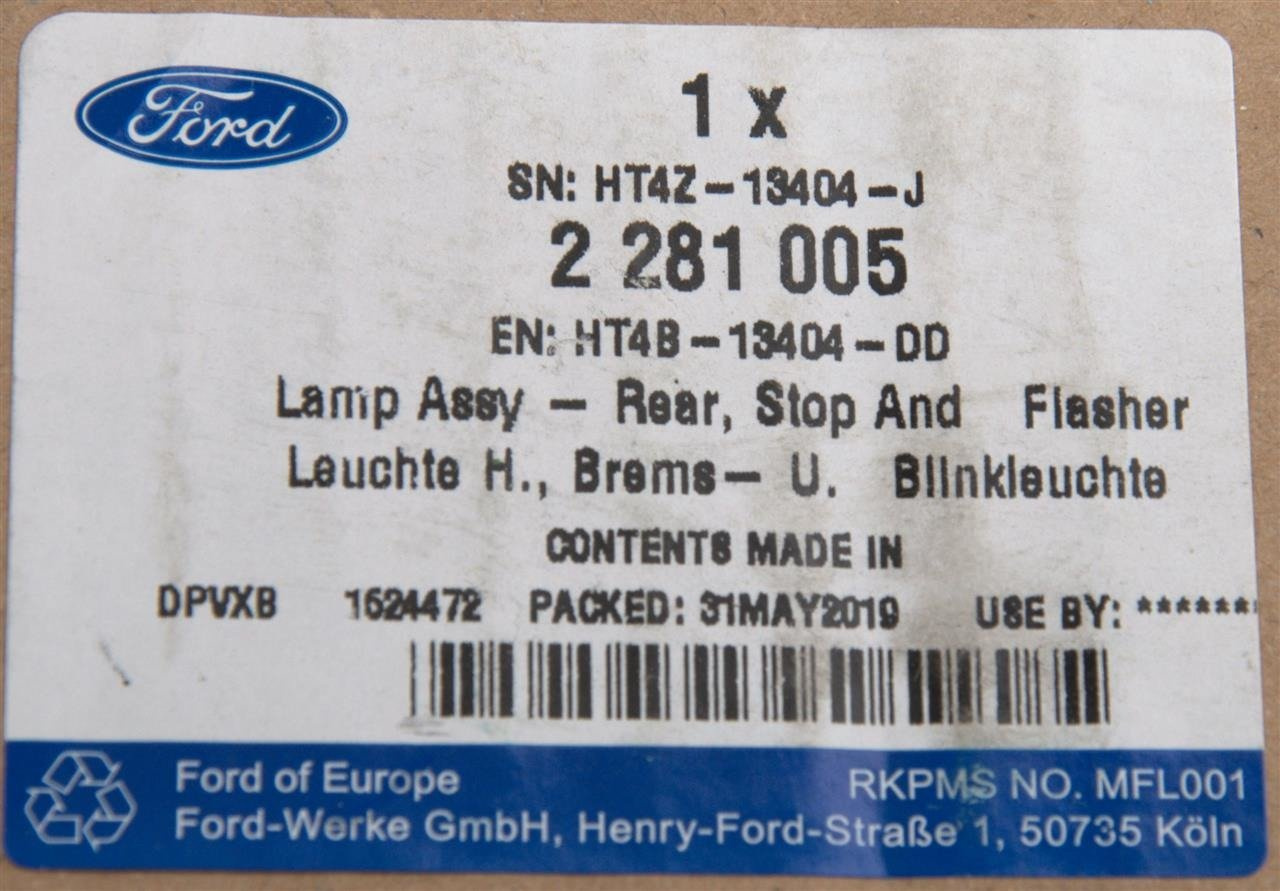 Ford
1 x
SN: HT4Z-13404-J
2 281 005
EN: HT4B-13404-DD
Lamp Assy - Rear, Stop And Flasher
Leuchte H., Brems- U. Blinkleuchte
CONTENTS MADE IN
DPVXB 1524472 PACKED: 31MAY2019 USE BY: *******
Ford of Europe RKPMS NO. MFL001
Ford-Werke GmbH, Henry-Ford-Straße 1, 50735 Köln